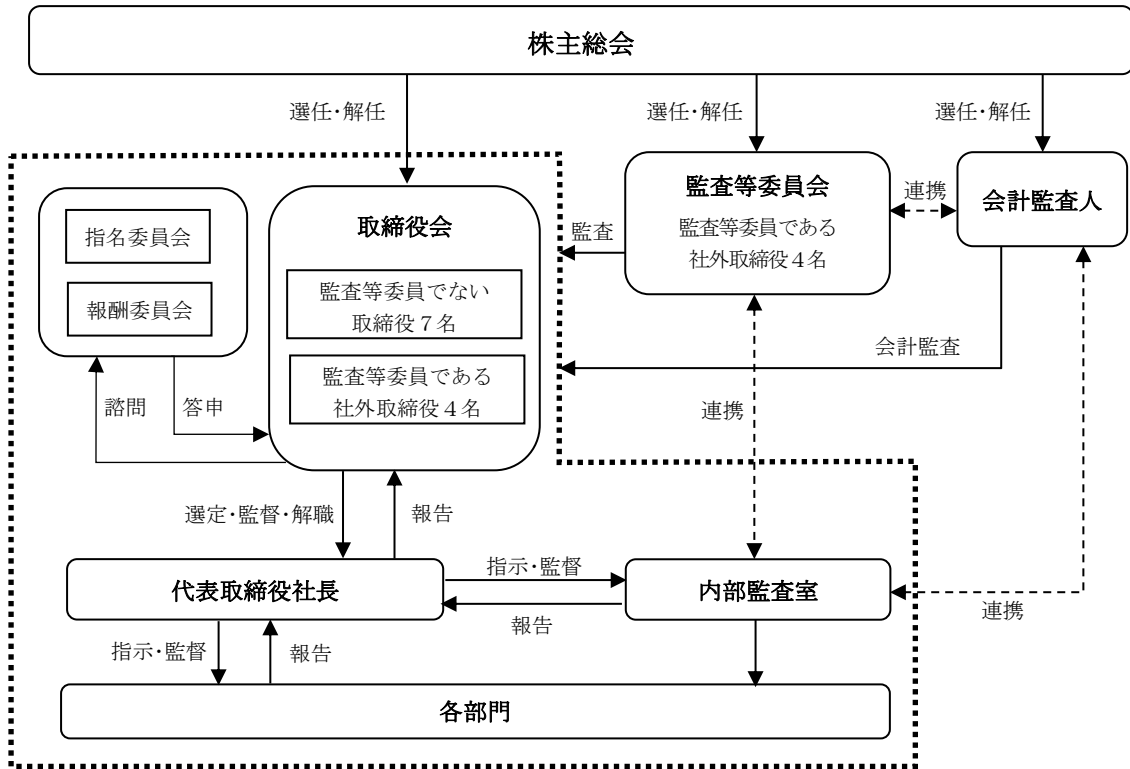 株主総会
選任・解任
選任・解任
選任・解任
監査等委員会
監査等委員である
社外取締役４名
連携
会計監査人
指名委員会
報酬委員会
取締役会
監査等委員でない
取締役７名
監査等委員である
社外取締役４名
監査
会計監査
諮問
答申
連携
選定・監督・解職
報告
代表取締役社長
指示・監督
報告
内部監査室
連携
指示・監督
報告
各部門